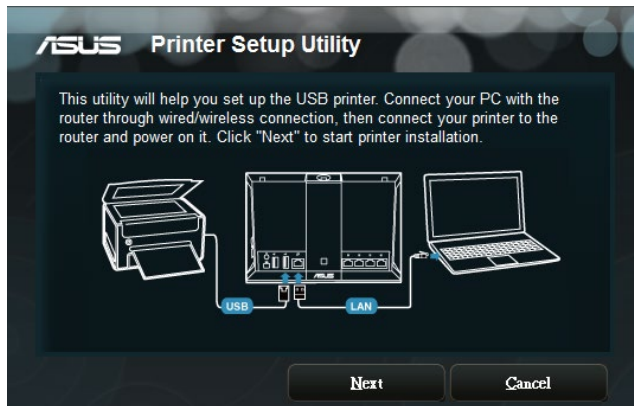 ASUS Printer Setup Utility
This utility will help you set up the USB printer. Connect your PC with the
router through wired/wireless connection, then connect your printer to the
router and power on it. Click "Next" to start printer installation.
ASUS
USB
LAN
Next
Cancel